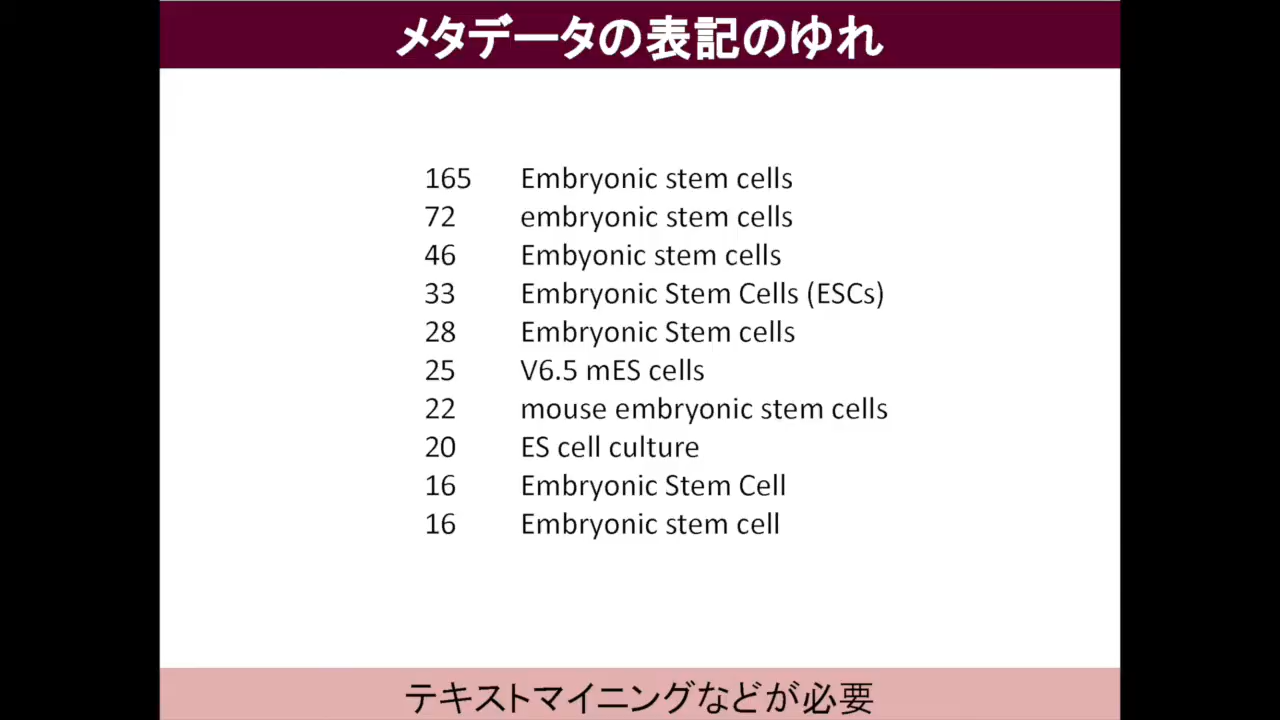 メタデータの表記のゆれ
165 Embryonic stem cells
72 embryonic stem cells
46 Embyonic stem cells
33 Embryonic Stem Cells (ESCs)
28 Embryonic Stem cells
25 V6.5 mES cells
22 mouse embryonic stem cells
20 ES cell culture
16 Embryonic Stem Cell
16 Embryonic stem cell
テキストマイニングなどが必要